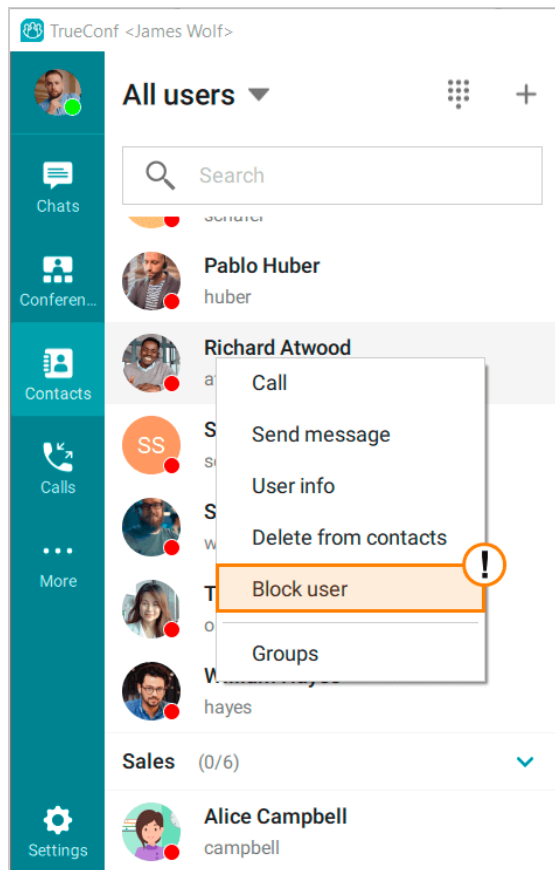 TrueConf <James Wolf>
All users
Search
Chats
Pablo Huber
huber
Conferen...
Richard Atwood
Contacts
Call
SS
Send message
Calls
User info
Delete from contacts
!
More
Block user
Groups
hayes
Sales (0/6)
Alice Campbell
campbell
Settings